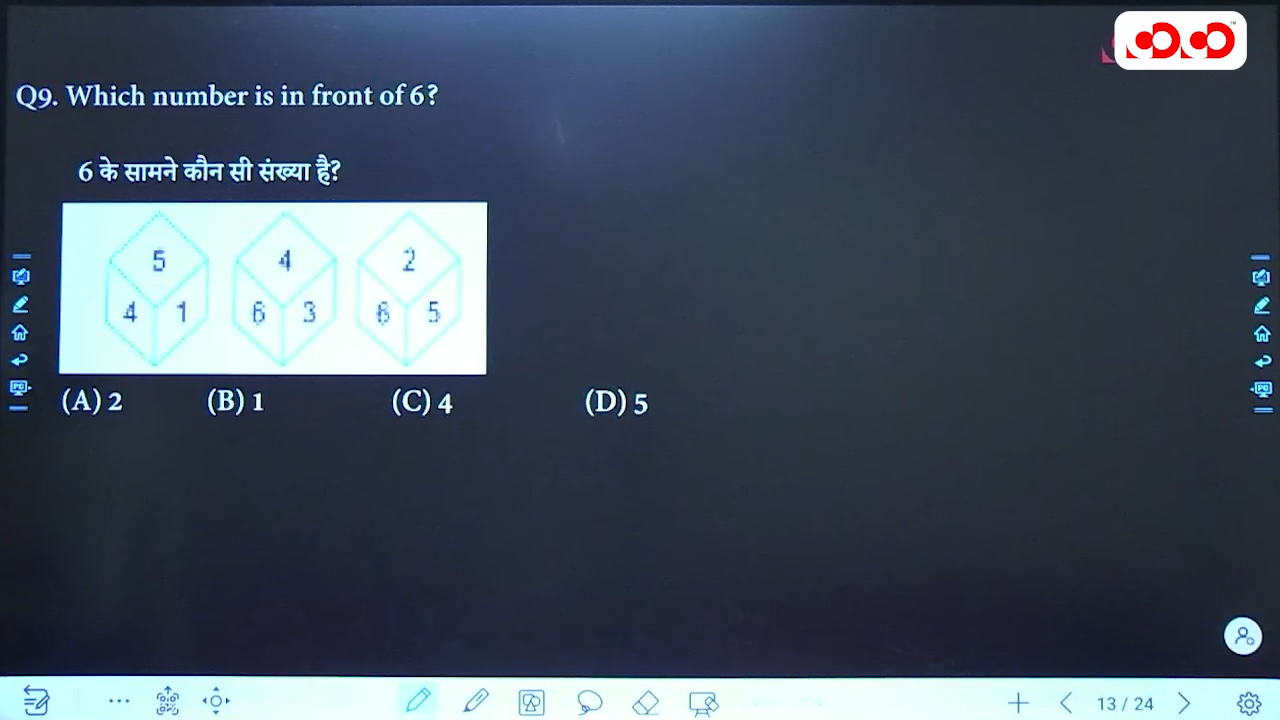 Q9. Which number is in front of 6?
6 के सामने कौन सी संख्या है?
5 4 2
4 1 6 3 6 5
(A) 2 (B) 1 (C) 4 (D) 5
13 / 24